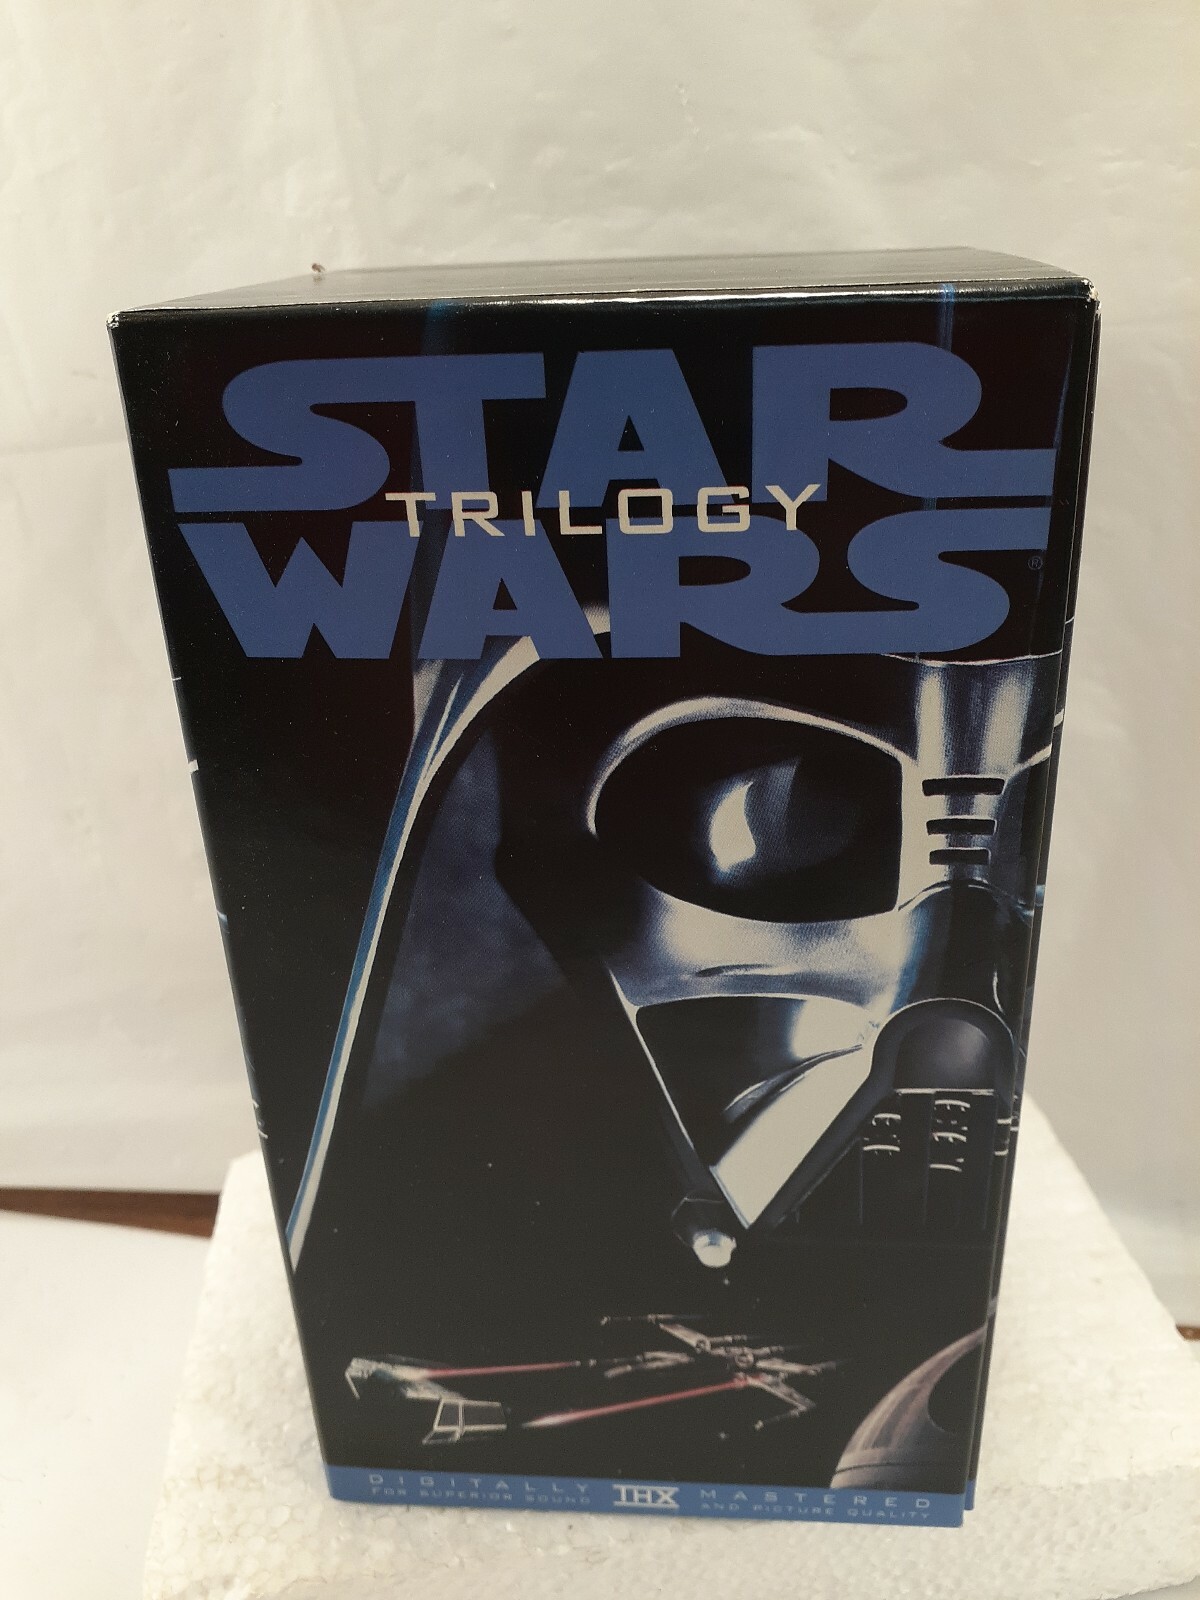 STAR
TRILOGY
WARS®
DIGITALLY THX MASTERED
FOR SUPERIOR SOUND AND PICTURE QUALITY